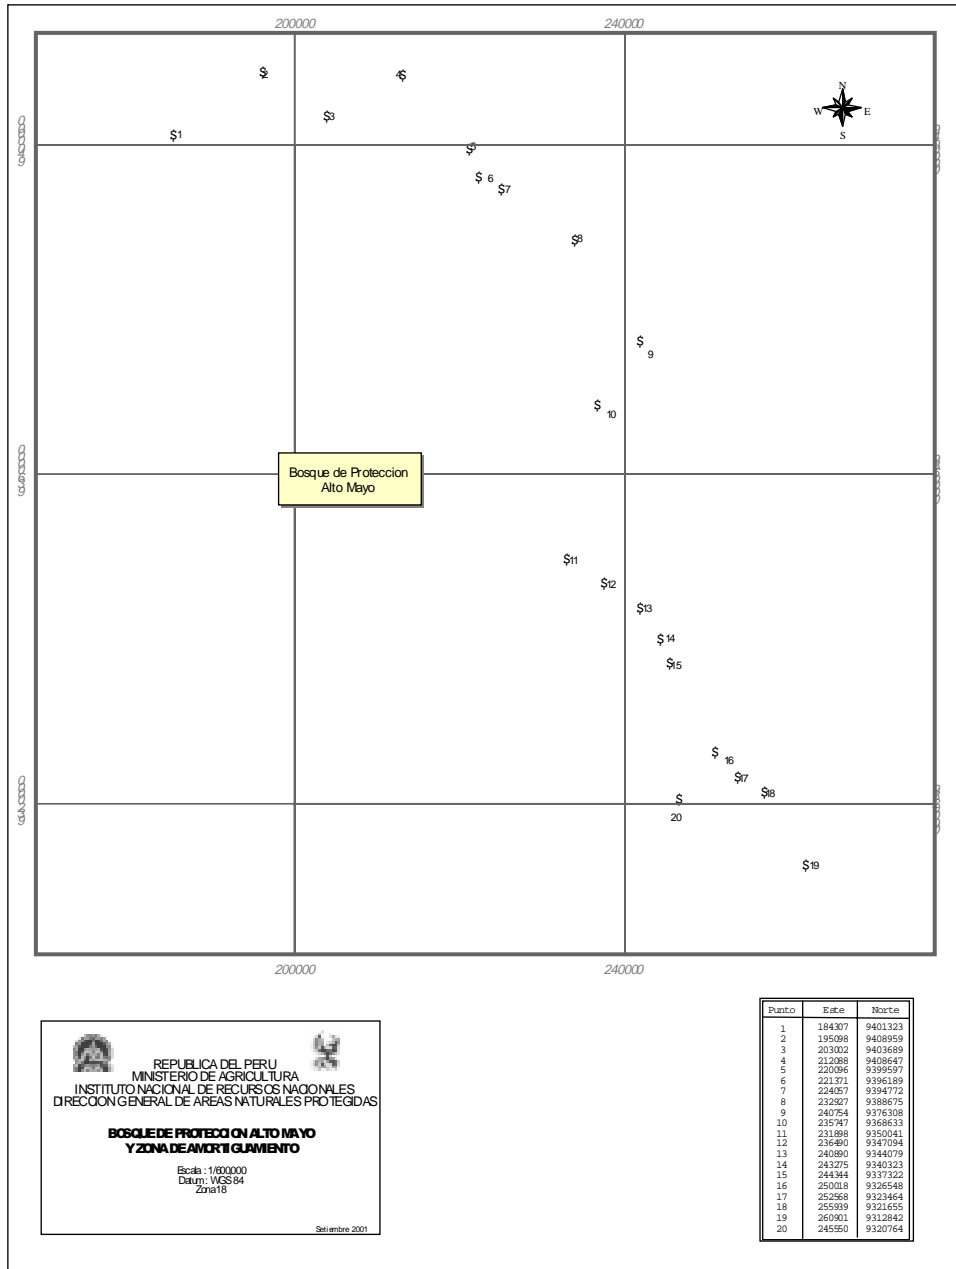 200000 240000
N
W E
S
2 4
3
1
9400000
5
6
7
8
9
10
9360000
Bosque de Proteccion
Alto Mayo
11
12
13
14
15
16
17
18
9320000
20
19
200000 240000
REPUBLICA DEL PERU
MINISTERIO DE AGRICULTURA
INSTITUTO NACIONAL DE RECURSOS NACIONALES
DIRECCION GENERAL DE AREAS NATURALES PROTEGIDAS
BOSQUE DE PROTECCION ALTO MAYO
Y ZONA DE AMORTIGUAMIENTO
Escala : 1/600,000
Datum : WGS 84
Zona 18
Setiembre 2001
Punto Este Norte
1 184307 9401323
2 195098 9408959
3 203002 9403689
4 212088 9408647
5 220096 9399597
6 221371 9396189
7 224057 9394772
8 232927 9388675
9 240754 9376308
10 235747 9368633
11 231898 9350041
12 236490 9347094
13 240890 9344079
14 243275 9340323
15 244344 9337322
16 250018 9326548
17 252568 9323464
18 255939 9321655
19 260901 9312842
20 245550 9320764